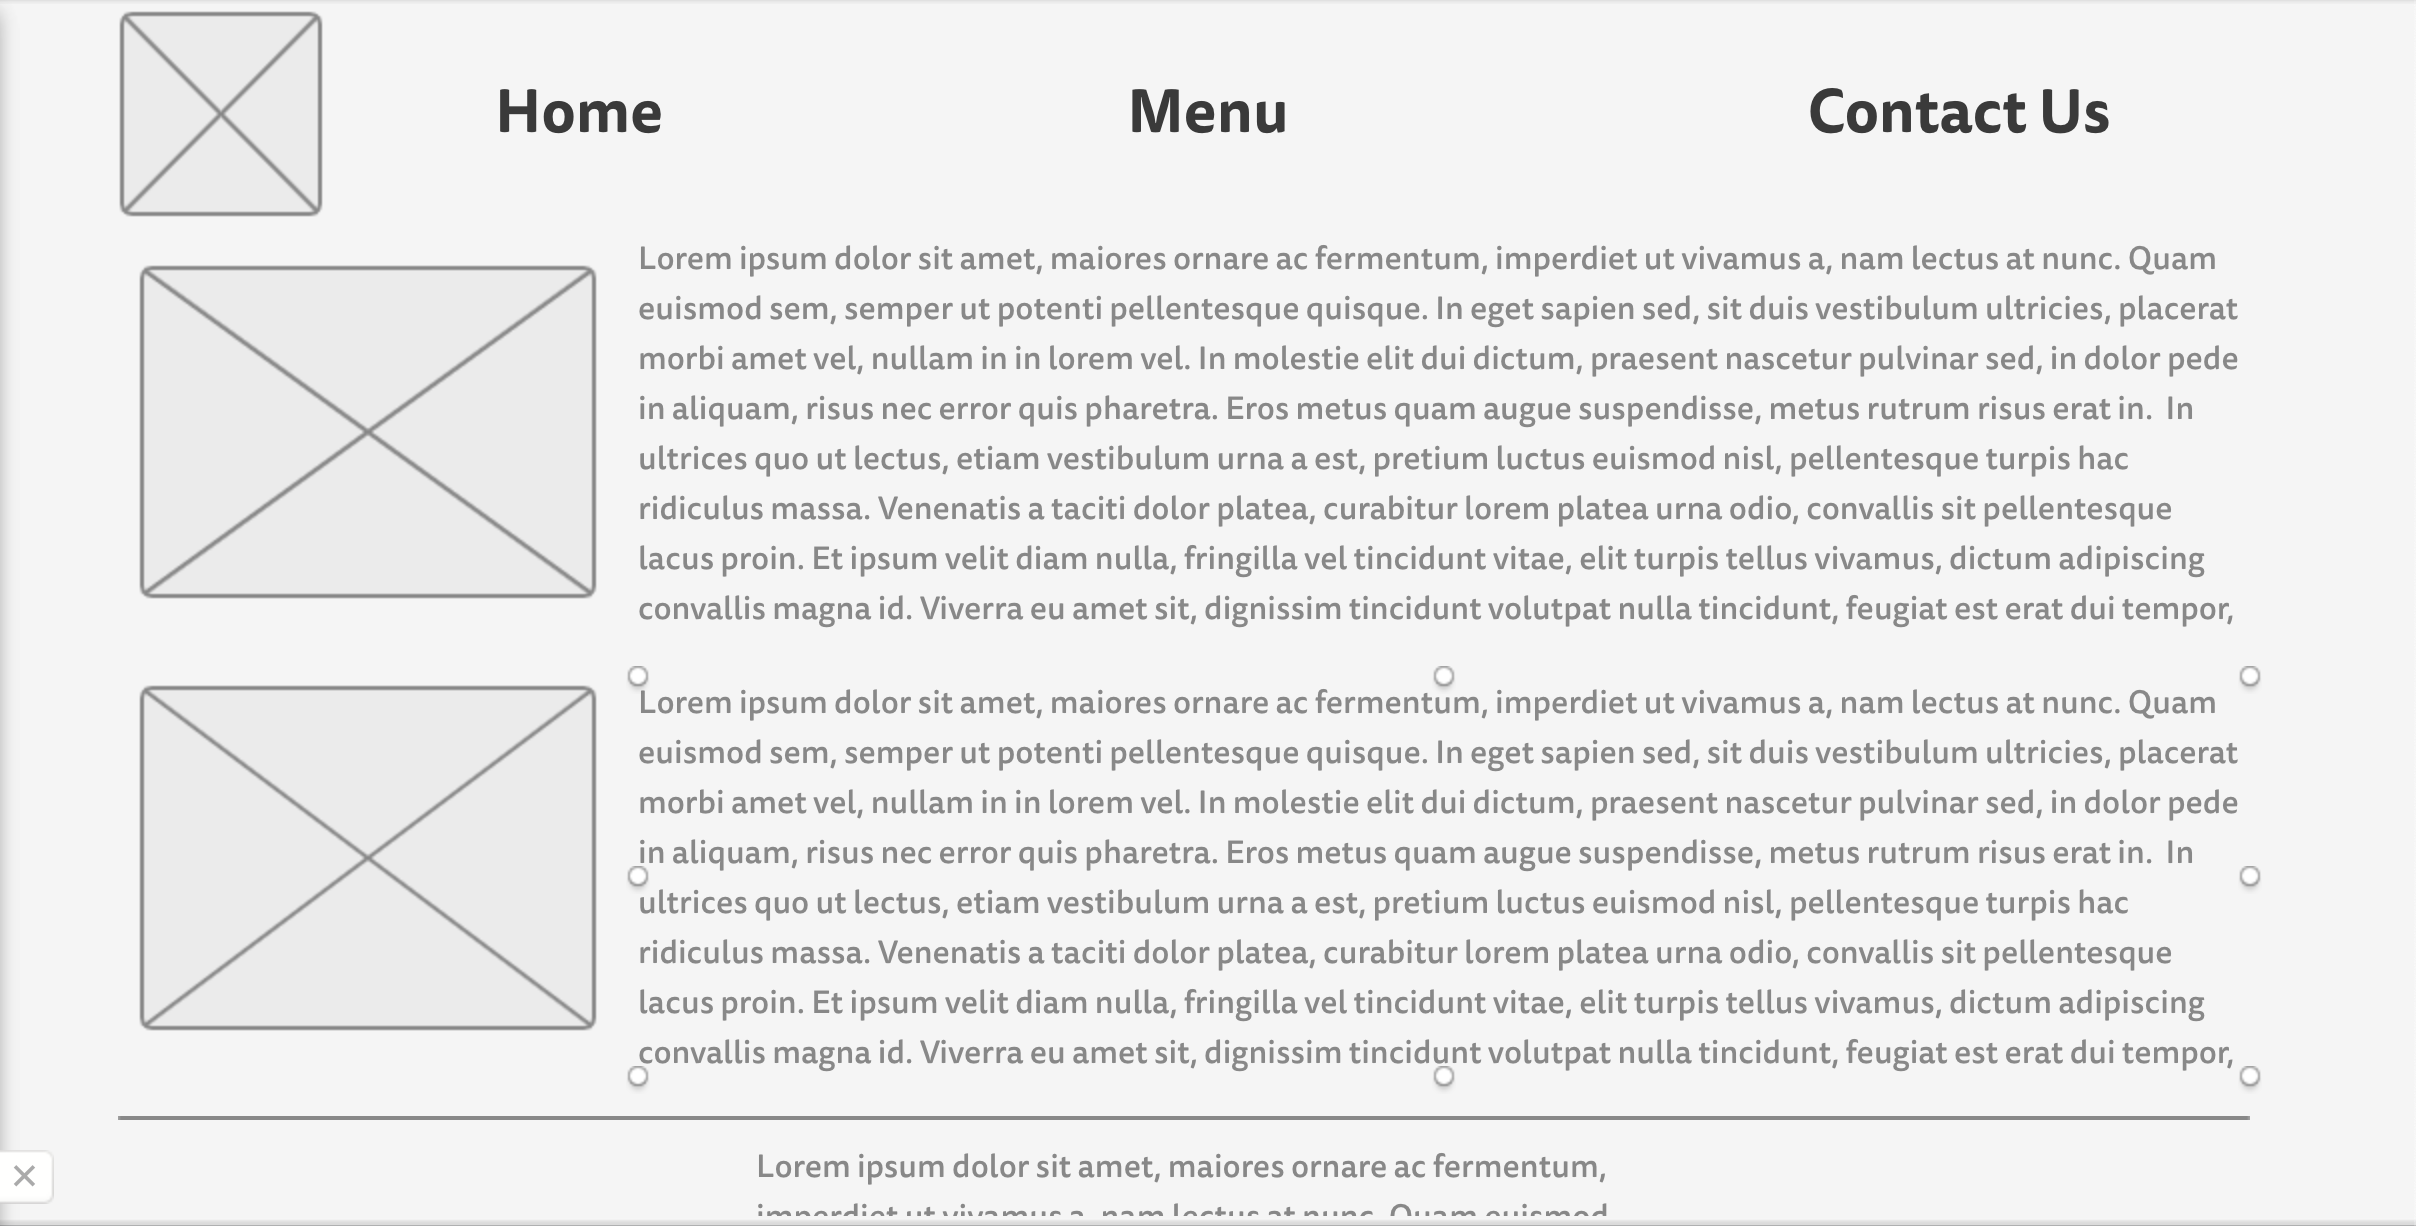 Home Menu Contact Us
Lorem ipsum dolor sit amet, maiores ornare ac fermentum, imperdiet ut vivamus a, nam lectus at nunc. Quam
euismod sem, semper ut potenti pellentesque quisque. In eget sapien sed, sit duis vestibulum ultricies, placerat
morbi amet vel, nullam in in lorem vel. In molestie elit dui dictum, praesent nascetur pulvinar sed, in dolor pede
in aliquam, risus nec error quis pharetra. Eros metus quam augue suspendisse, metus rutrum risus erat in.  In
ultrices quo ut lectus, etiam vestibulum urna a est, pretium luctus euismod nisl, pellentesque turpis hac
ridiculus massa. Venenatis a taciti dolor platea, curabitur lorem platea urna odio, convallis sit pellentesque
lacus proin. Et ipsum velit diam nulla, fringilla vel tincidunt vitae, elit turpis tellus vivamus, dictum adipiscing
convallis magna id. Viverra eu amet sit, dignissim tincidunt volutpat nulla tincidunt, feugiat est erat dui tempor,
Lorem ipsum dolor sit amet, maiores ornare ac fermentum, imperdiet ut vivamus a, nam lectus at nunc. Quam
euismod sem, semper ut potenti pellentesque quisque. In eget sapien sed, sit duis vestibulum ultricies, placerat
morbi amet vel, nullam in in lorem vel. In molestie elit dui dictum, praesent nascetur pulvinar sed, in dolor pede
in aliquam, risus nec error quis pharetra. Eros metus quam augue suspendisse, metus rutrum risus erat in.  In
ultrices quo ut lectus, etiam vestibulum urna a est, pretium luctus euismod nisl, pellentesque turpis hac
ridiculus massa. Venenatis a taciti dolor platea, curabitur lorem platea urna odio, convallis sit pellentesque
lacus proin. Et ipsum velit diam nulla, fringilla vel tincidunt vitae, elit turpis tellus vivamus, dictum adipiscing
convallis magna id. Viverra eu amet sit, dignissim tincidunt volutpat nulla tincidunt, feugiat est erat dui tempor,
Lorem ipsum dolor sit amet, maiores ornare ac fermentum,
imperdiet ut vivamus a, nam lectus at nunc. Quam euismod